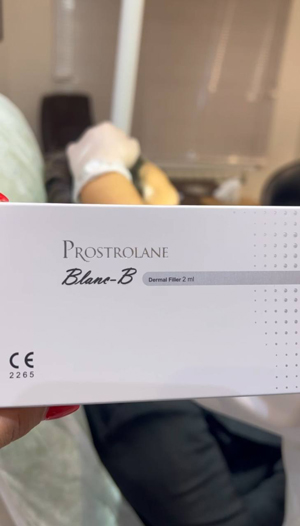 PROSTROLANE
Blanc-B Dermal Filler 2 ml
CE
2265